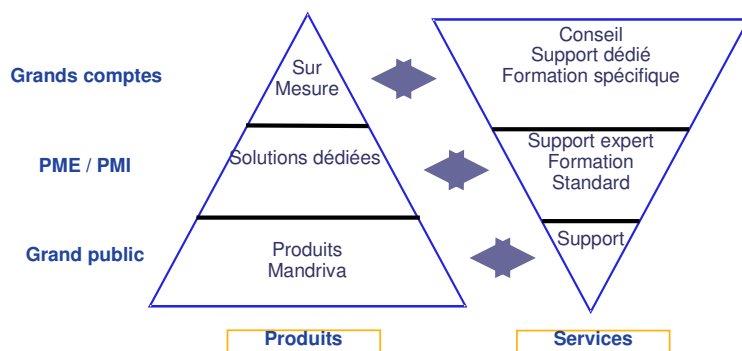 Grands comptes
Sur
Mesure
Conseil
Support dédié
Formation spécifique
PME / PMI
Solutions dédiées
Support expert
Formation
Standard
Grand public
Produits
Mandriva
Support
Produits
Services